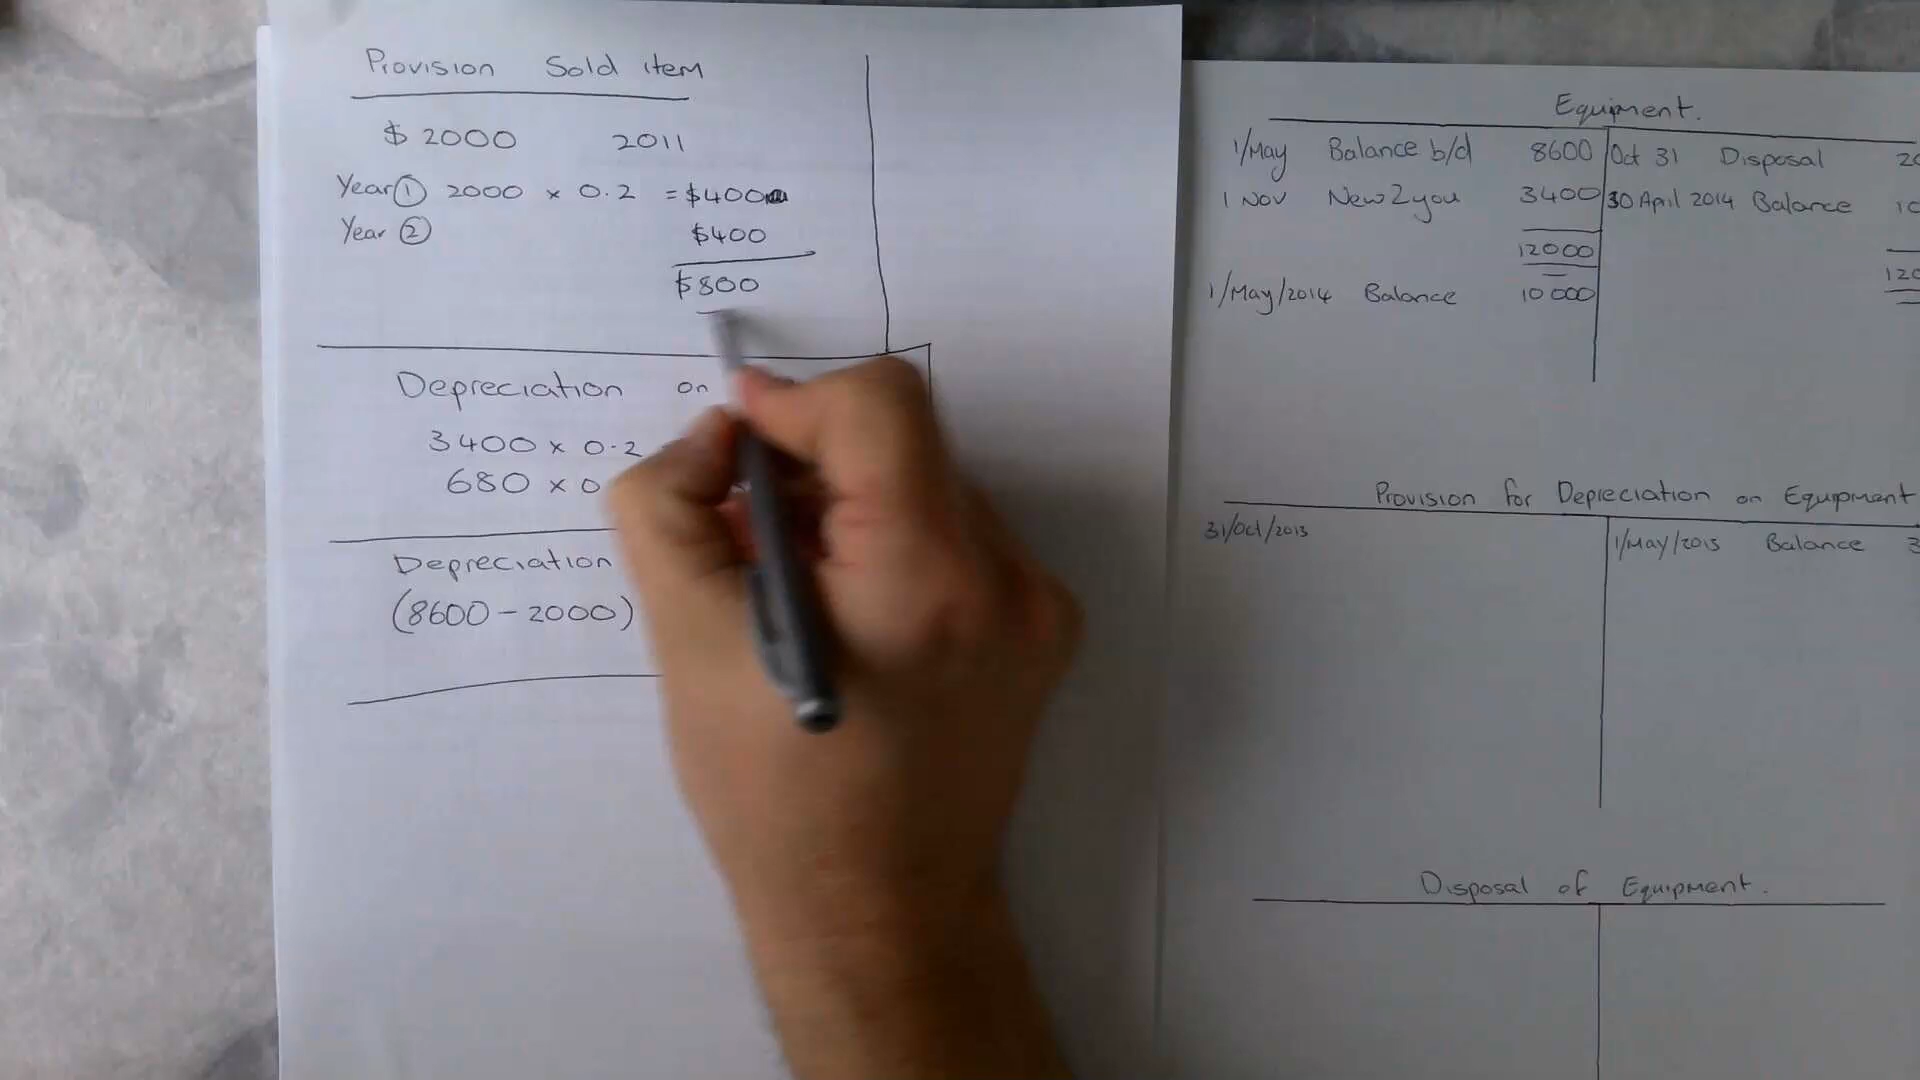 Provision Sold item
$ 2000 2011
Year ① 2000 x 0.2 = $400
Year ② $400
$800
Depreciation on
3400 x 0.2
680 x 0
Depreciation
(8600 - 2000)
Equipment.
1/May Balance b/d 8600 Oct 31 Disposal
1 Nov New2you 3400 30 April 2014 Balance
12000
1/May/2014 Balance 10 000
Provision for Depreciation on Equipment
31/Oct/2013 1/May/2013 Balance
Disposal of Equipment.